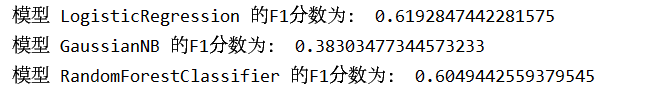 模型 LogisticRegression 的F1分数为： 0.6192847442281575
模型 GaussianNB 的F1分数为： 0.38303477344573233
模型 RandomForestClassifier 的F1分数为： 0.6049442559379545